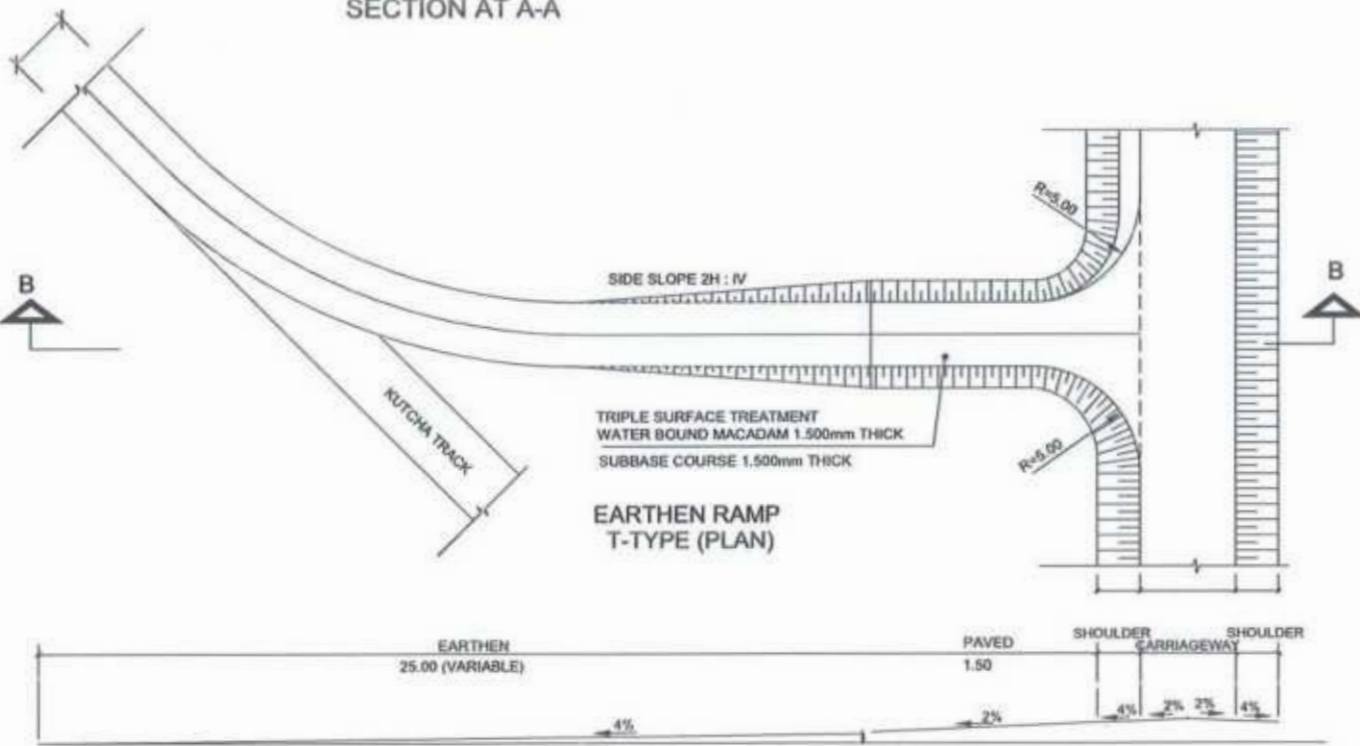 SECTION AT A-A
R=5.00
B
B
SIDE SLOPE 2H : IV
KUTCHA TRACK
TRIPLE SURFACE TREATMENT
WATER BOUND MACADAM 1.500mm THICK
SUBBASE COURSE 1.500mm THICK
R=5.00
EARTHEN RAMP
T-TYPE (PLAN)
EARTHEN
PAVED
SHOULDER
CARRIAGEWAY
SHOULDER
25.00 (VARIABLE)
1.50
4%
2%
4%
2%
2%
4%